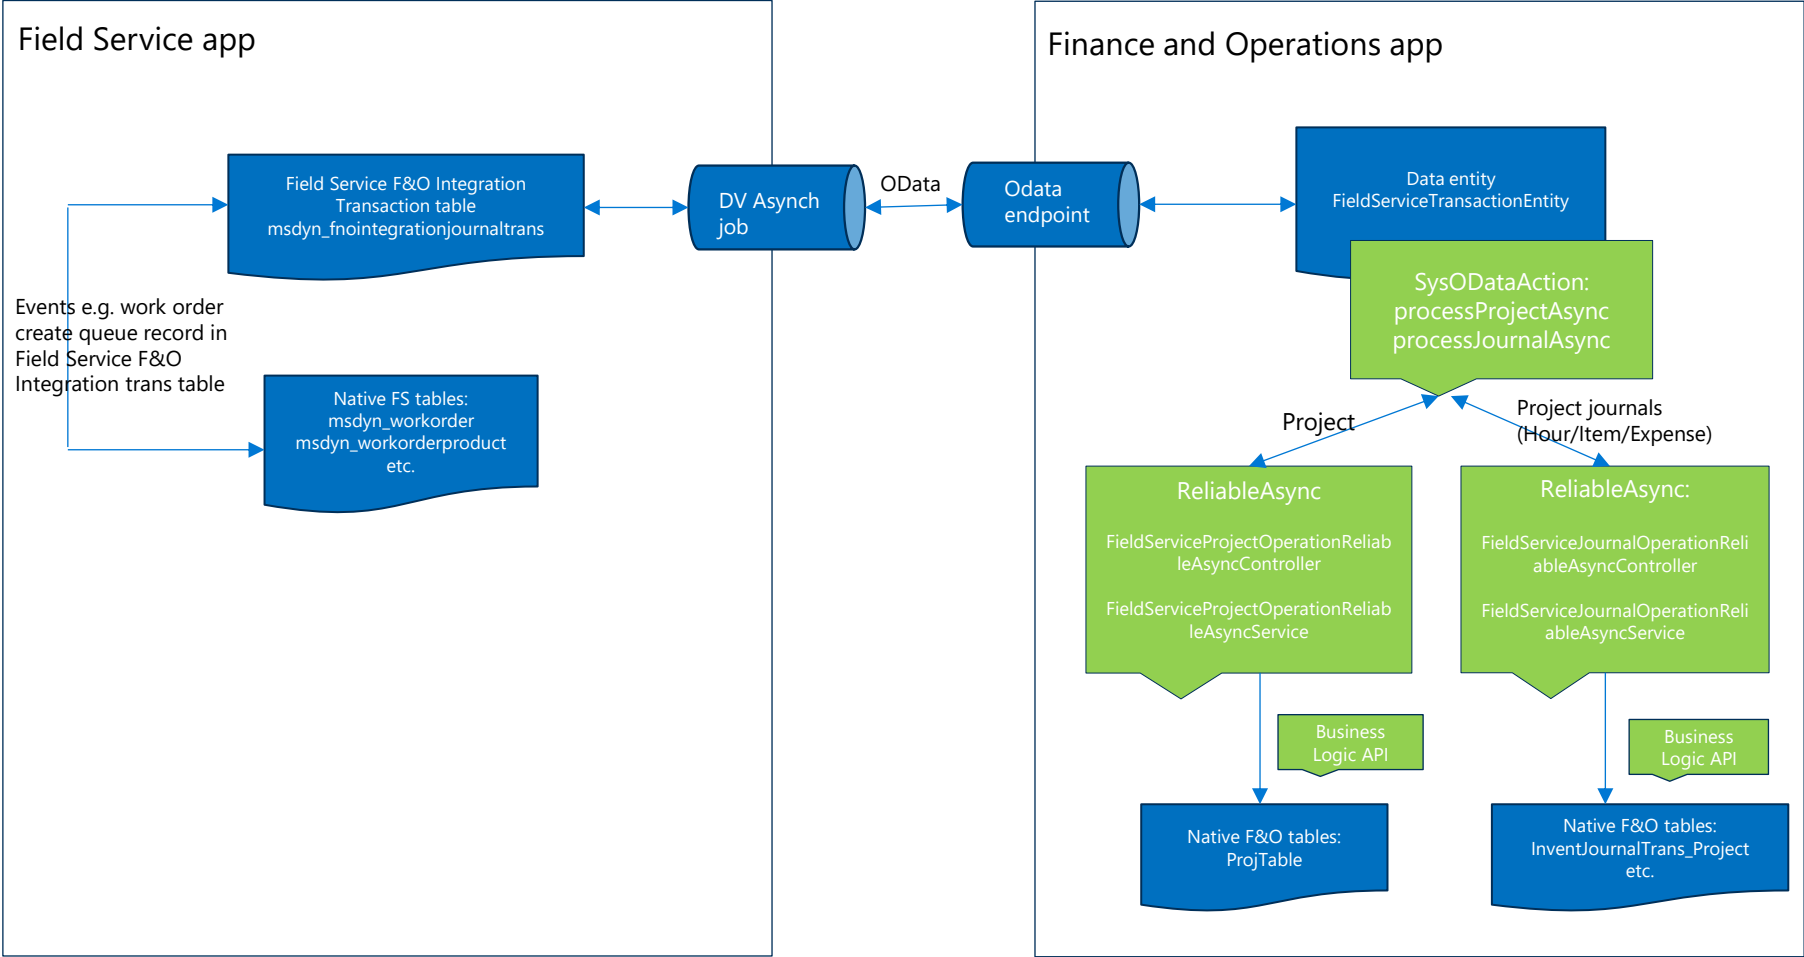 Field Service app
Field Service F&O Integration
Transaction table
msdyn_fnointegrationjournaltrans
DV Asynch
job
Events e.g. work order
create queue record in
Field Service F&O
Integration trans table
Native FS tables:
msdyn_workorder
msdyn_workorderproduct
etc.
OData
Finance and Operations app
Odata
endpoint
Data entity
FieldServiceTransactionEntity
SysODataAction:
processProjectAsync
processJournalAsync
Project
Project journals
(Hour/Item/Expense)
ReliableAsync
FieldServiceProjectOperationReliab
leAsyncController
FieldServiceProjectOperationReliab
leAsyncService
ReliableAsync:
FieldServiceJournalOperationReli
ableAsyncController
FieldServiceJournalOperationReli
ableAsyncService
Business
Logic API
Business
Logic API
Native F&O tables:
ProjTable
Native F&O tables:
InventJournalTrans_Project
etc.